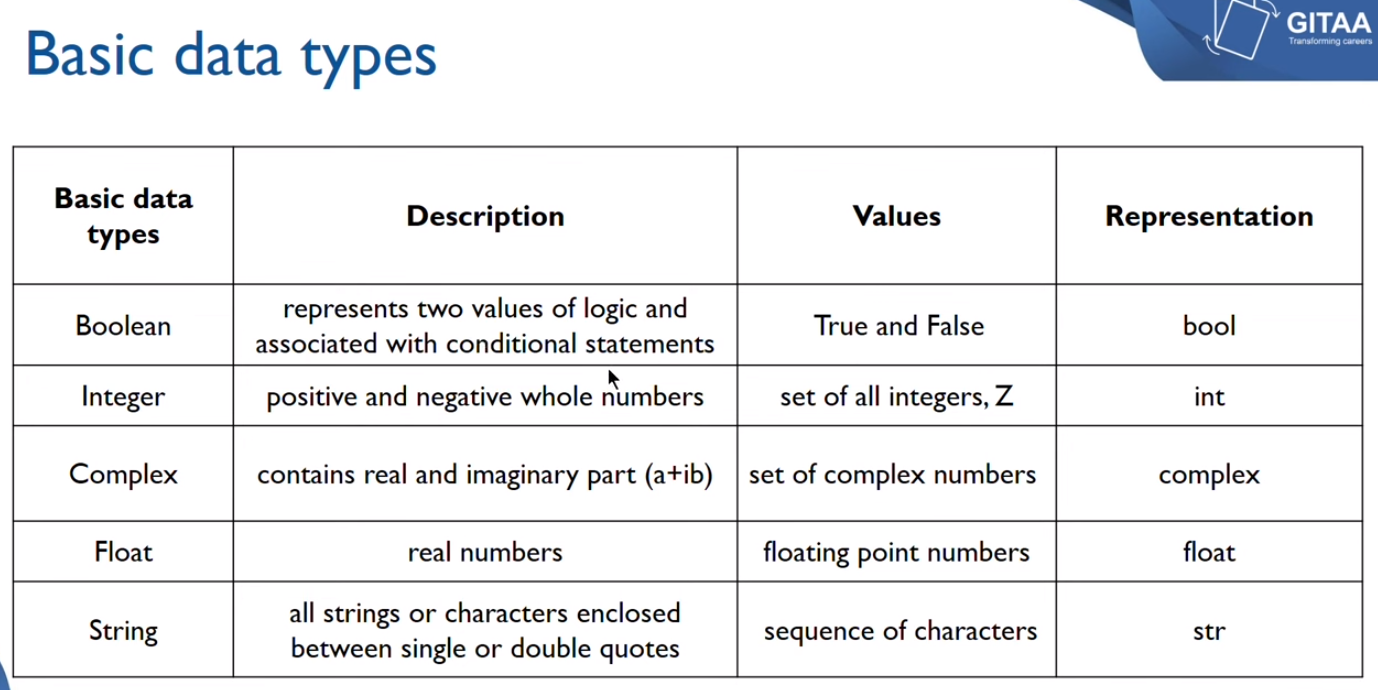 Basic data types
GITAA
Transforming careers
Basic data
types
Description
Values
Representation
Boolean
represents two values of logic and
associated with conditional statements
True and False
bool
Integer
positive and negative whole numbers
set of all integers, Z
int
Complex
contains real and imaginary part (a+ib)
set of complex numbers
complex
Float
real numbers
floating point numbers
float
String
all strings or characters enclosed
between single or double quotes
sequence of characters
str